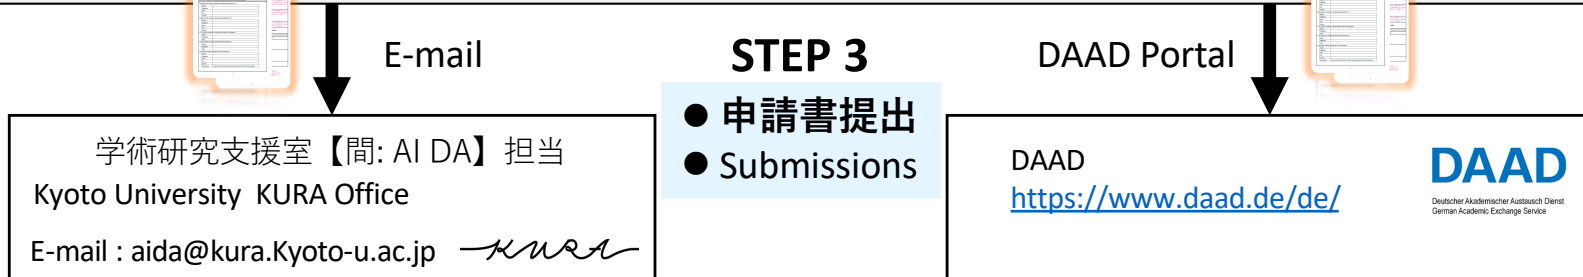 E-mail
STEP 3
DAAD Portal
● 申請書提出
● Submissions
学術研究支援室【間: AI DA】担当
Kyoto University KURA Office
E-mail : aida@kura.Kyoto-u.ac.jp
KURA
DAAD
https://www.daad.de/de/
DAAD
Deutscher Akademischer Austausch Dienst
German Academic Exchange Service